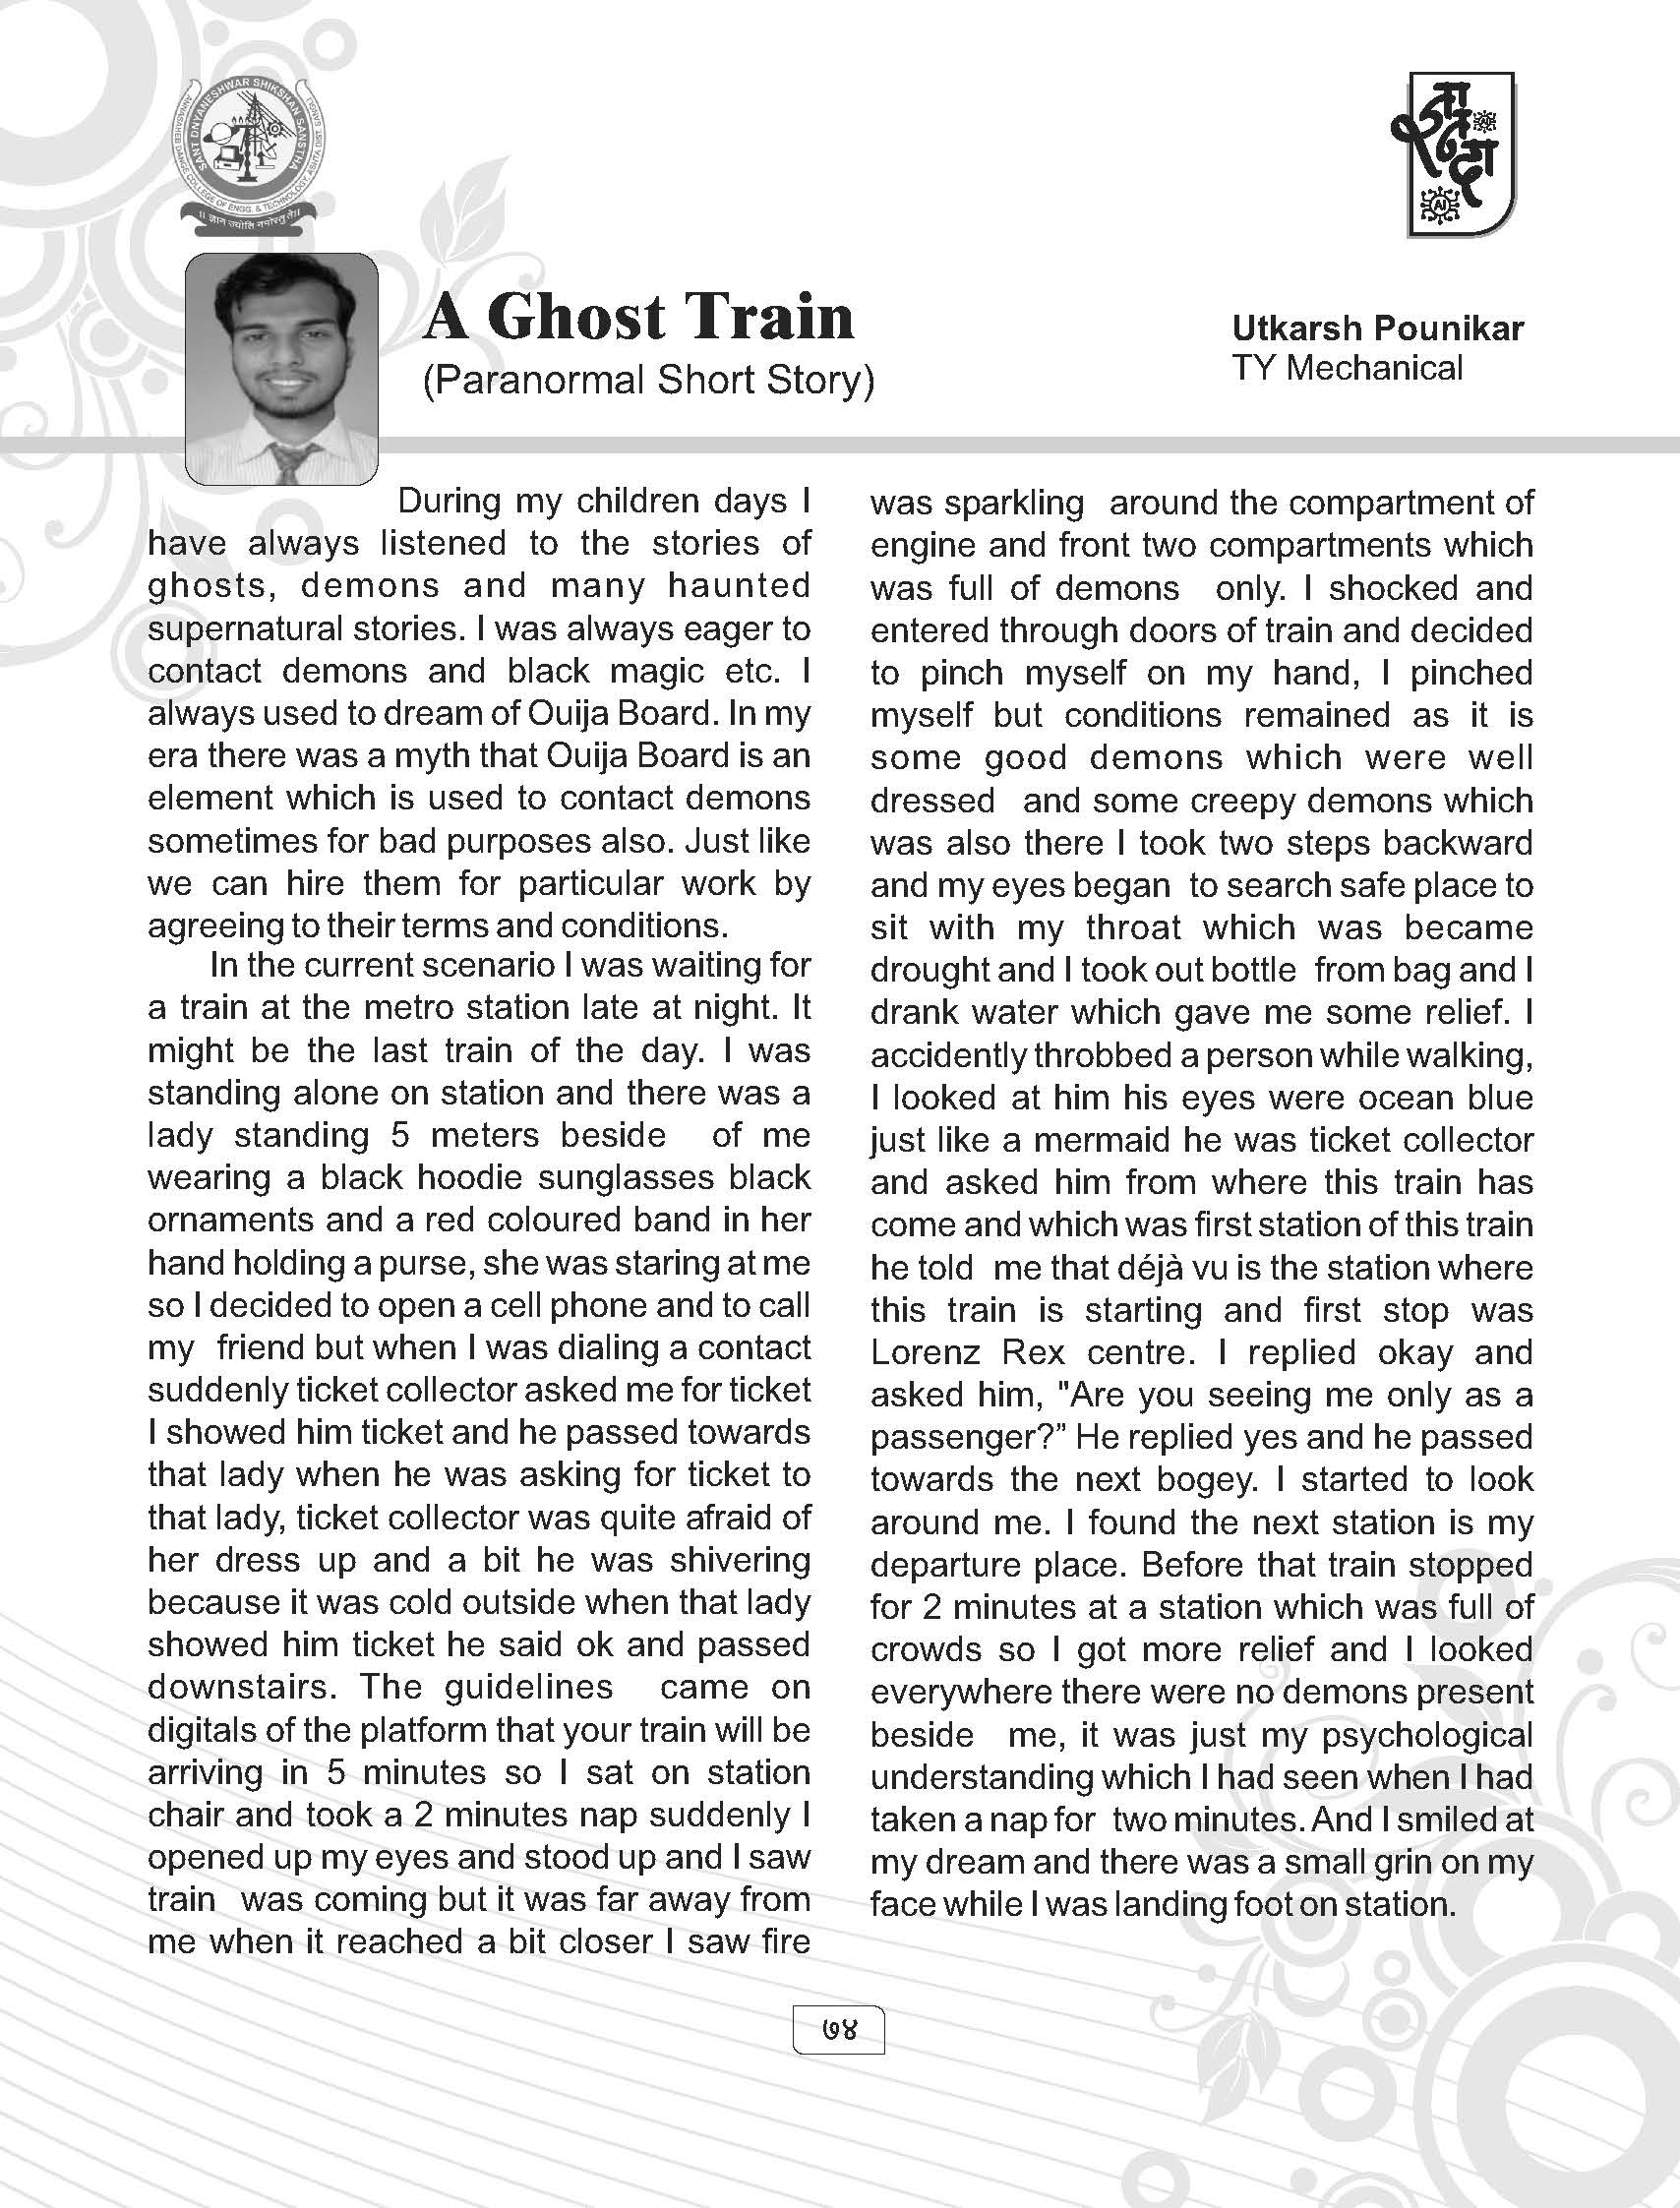 SANT DNYANESHWAR SHIKSHAN SANSTHA
ANNASAHEB DANGE COLLEGE OF ENGG. & TECHNOLOGY, ASHTA DIST. SANGLI
AI
AI
A Ghost Train
(Paranormal Short Story)
Utkarsh Pounikar
TY Mechanical
During my children days I
have always listened to the stories of
ghosts, demons and many haunted
supernatural stories. I was always eager to
contact demons and black magic etc. I
always used to dream of Ouija Board. In my
era there was a myth that Ouija Board is an
element which is used to contact demons
sometimes for bad purposes also. Just like
we can hire them for particular work by
agreeing to their terms and conditions.
In the current scenario I was waiting for
a train at the metro station late at night. It
might be the last train of the day. I was
standing alone on station and there was a
lady standing 5 meters beside of me
wearing a black hoodie sunglasses black
ornaments and a red coloured band in her
hand holding a purse, she was staring at me
so I decided to open a cell phone and to call
my friend but when I was dialing a contact
suddenly ticket collector asked me for ticket
I showed him ticket and he passed towards
that lady when he was asking for ticket to
that lady, ticket collector was quite afraid of
her dress up and a bit he was shivering
because it was cold outside when that lady
showed him ticket he said ok and passed
downstairs. The guidelines came on
digitals of the platform that your train will be
arriving in 5 minutes so I sat on station
chair and took a 2 minutes nap suddenly I
opened up my eyes and stood up and I saw
train was coming but it was far away from
me when it reached a bit closer I saw fire
was sparkling around the compartment of
engine and front two compartments which
was full of demons only. I shocked and
entered through doors of train and decided
to pinch myself on my hand, I pinched
myself but conditions remained as it is
some good demons which were well
dressed and some creepy demons which
was also there I took two steps backward
and my eyes began to search safe place to
sit with my throat which was became
drought and I took out bottle from bag and I
drank water which gave me some relief. I
accidently throbbed a person while walking,
I looked at him his eyes were ocean blue
just like a mermaid he was ticket collector
and asked him from where this train has
come and which was first station of this train
he told me that déjà vu is the station where
this train is starting and first stop was
Lorenz Rex centre. I replied okay and
asked him, "Are you seeing me only as a
passenger?” He replied yes and he passed
towards the next bogey. I started to look
around me. I found the next station is my
departure place. Before that train stopped
for 2 minutes at a station which was full of
crowds so I got more relief and I looked
everywhere there were no demons present
beside me, it was just my psychological
understanding which I had seen when I had
taken a nap for two minutes. And I smiled at
my dream and there was a small grin on my
face while I was landing foot on station.
७४